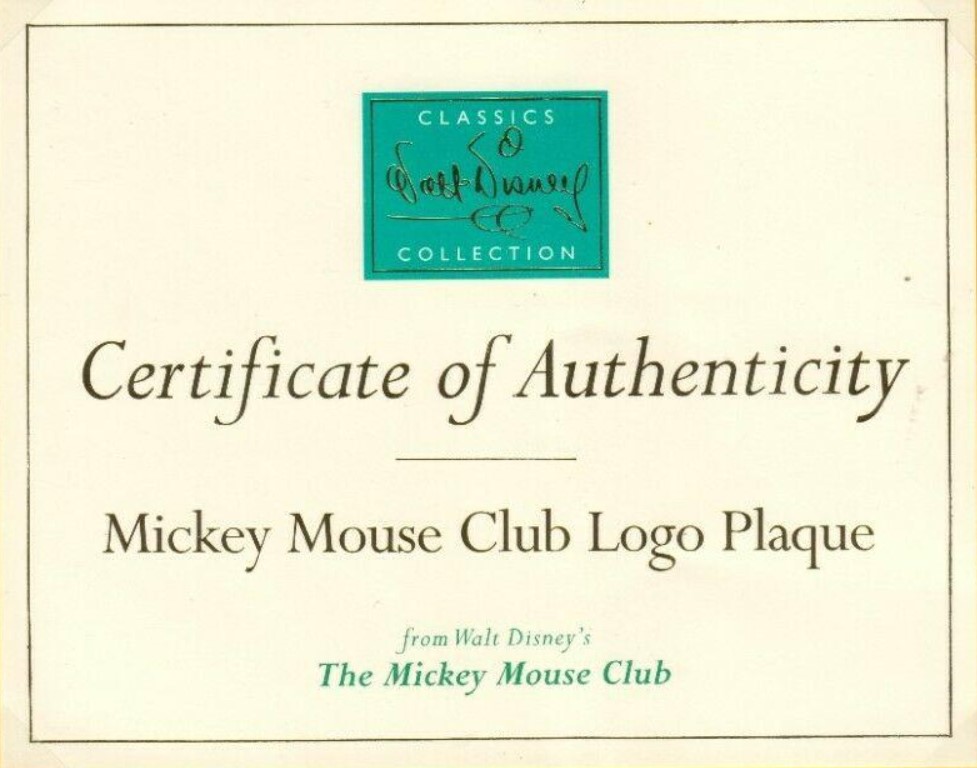 CLASSICS
Walt Disney
COLLECTION
Certificate of Authenticity
Mickey Mouse Club Logo Plaque
from Walt Disney's
The Mickey Mouse Club